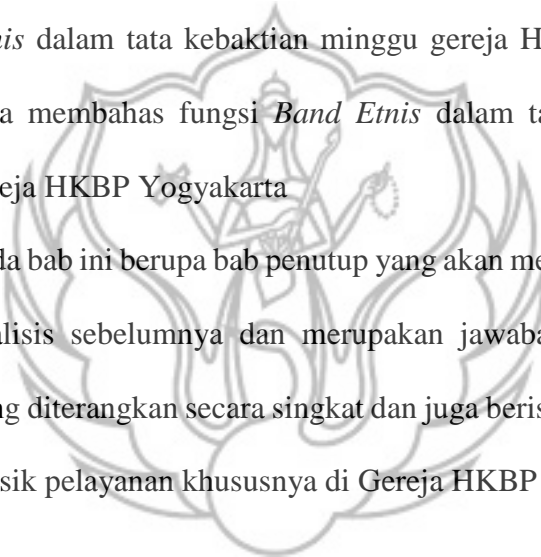 nis dalam tata kebaktian minggu gereja H
a membahas fungsi Band Etnis dalam ta
eja HKBP Yogyakarta
da bab ini berupa bab penutup yang akan me
alisis sebelumnya dan merupakan jawaba
ng diterangkan secara singkat dan juga beris
sik pelayanan khususnya di Gereja HKBP